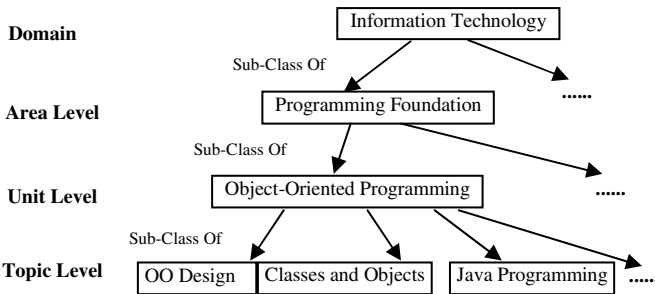 Domain
Information Technology
Sub-Class Of
......
Area Level
Programming Foundation
Sub-Class Of
Unit Level
Object-Oriented Programming
......
Sub-Class Of
Topic Level
OO Design
Classes and Objects
Java Programming
......